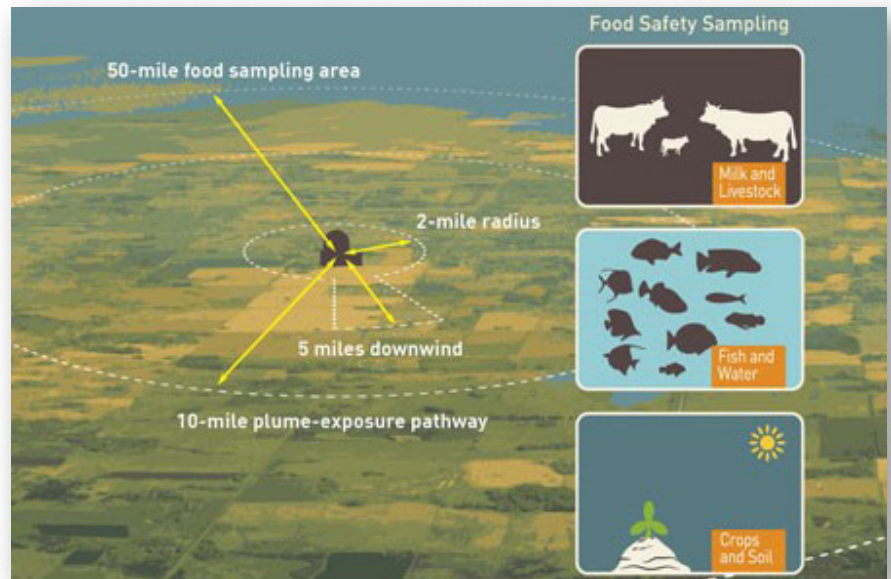 Food Safety Sampling
50-mile food sampling area
2-mile radius
5 miles downwind
10-mile plume-exposure pathway
Milk and
Livestock
Fish and
Water
Crops
and Soil